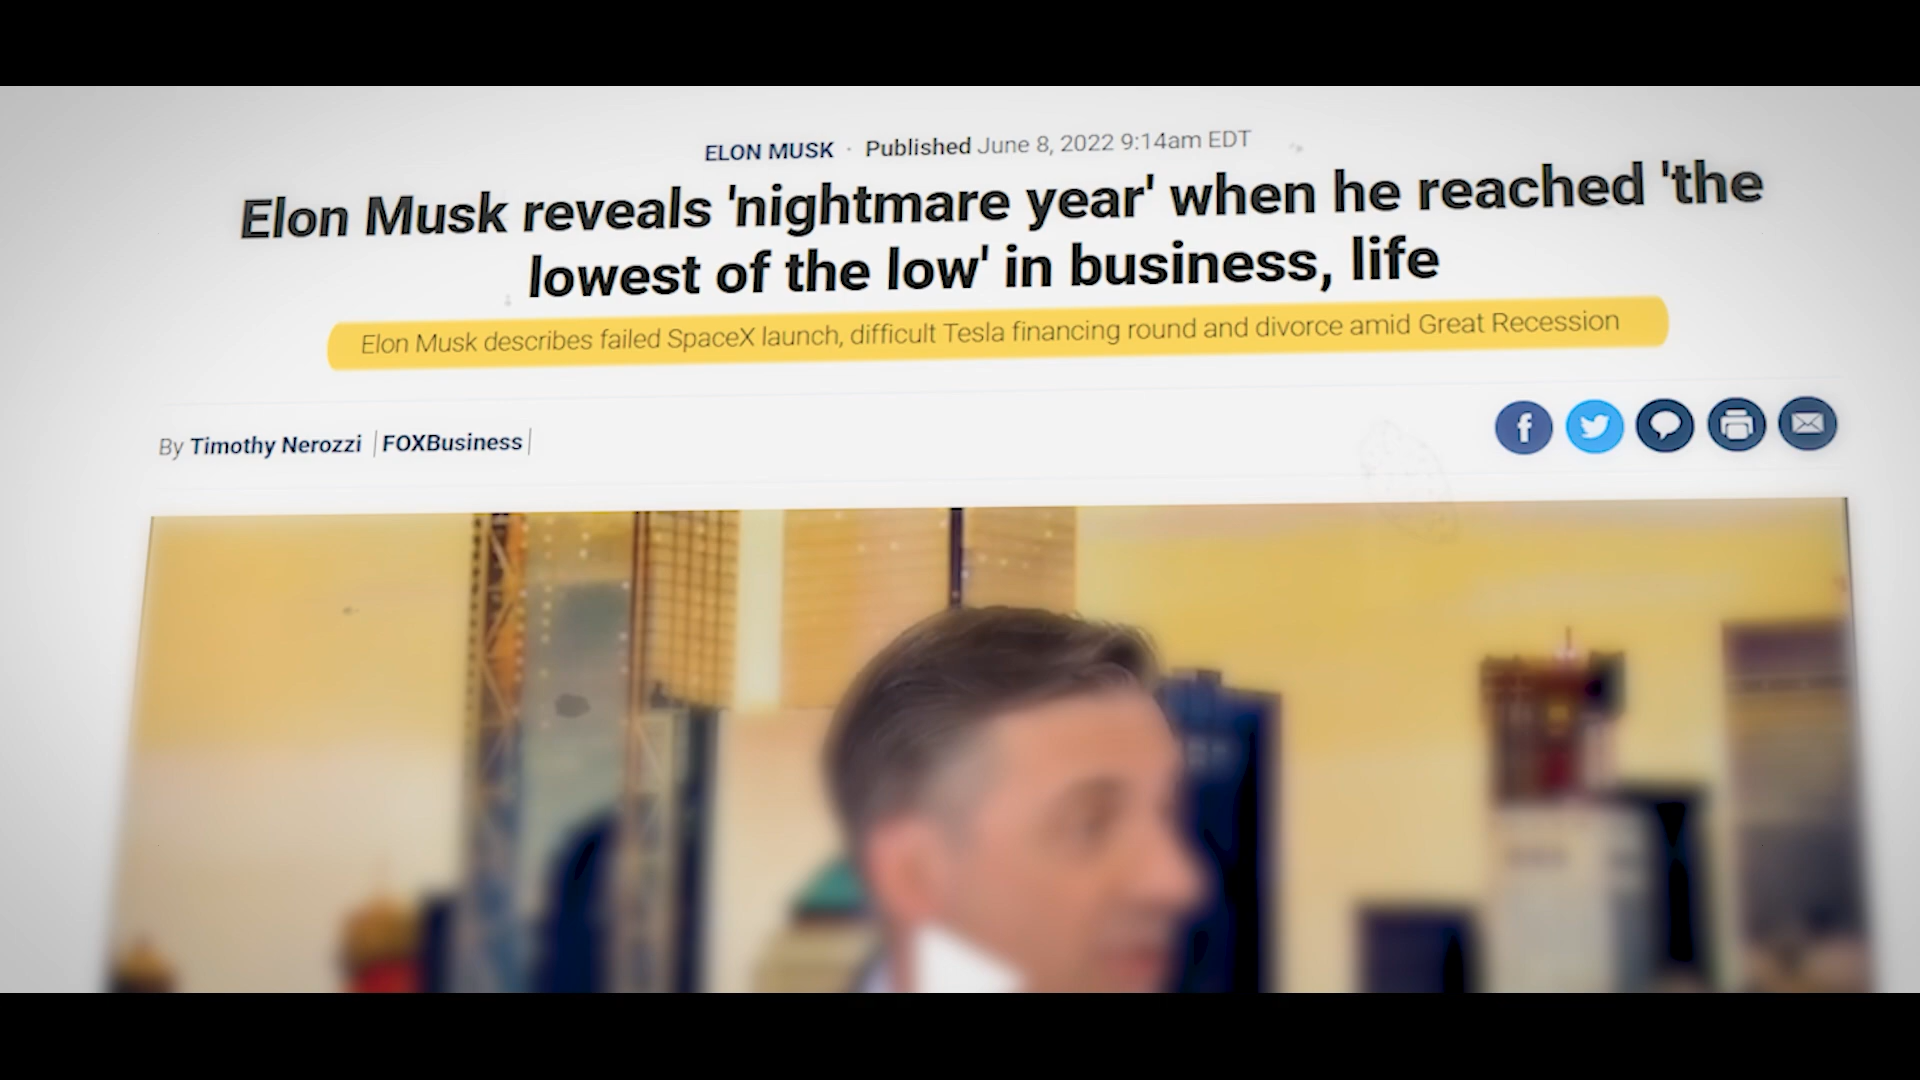 ELON MUSK · Published June 8, 2022 9:14am EDT
Elon Musk reveals 'nightmare year' when he reached 'the
lowest of the low' in business, life
Elon Musk describes failed SpaceX launch, difficult Tesla financing round and divorce amid Great Recession
By Timothy Nerozzi | FOXBusiness |